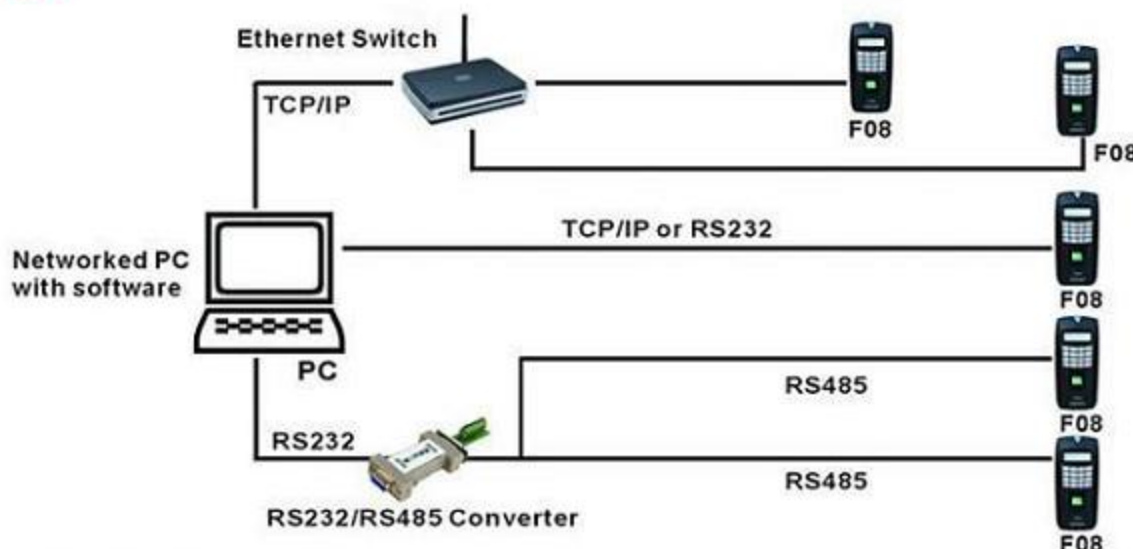 Ethernet Switch
TCP/IP
F08
F08
TCP/IP or RS232
Networked PC
with software
F08
PC
RS485
F08
RS232
RS485
RS232/RS485 Converter
F08